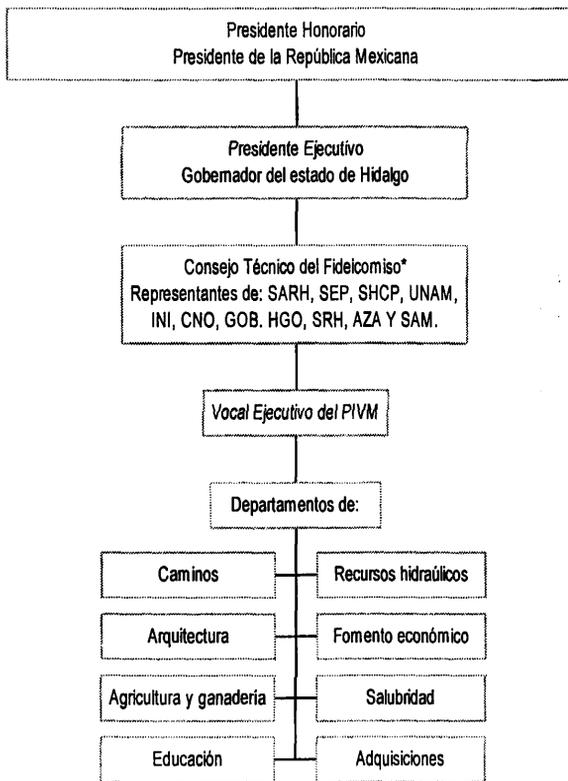 Presidente Honorario
Presidente de la República Mexicana
Presidente Ejecutivo
Gobernador del estado de Hidalgo
Consejo Técnico del Fideicomiso*
Representantes de: SARH, SEP, SHCP, UNAM,
INI, CNO, GOB. HGO, SRH, AZA Y SAM.
Vocal Ejecutivo del PIVM
Departamentos de:
Caminos
Recursos hidraúlicos
Arquitectura
Fomento económico
Agricultura y ganadería
Salubridad
Educación
Adquisiciones